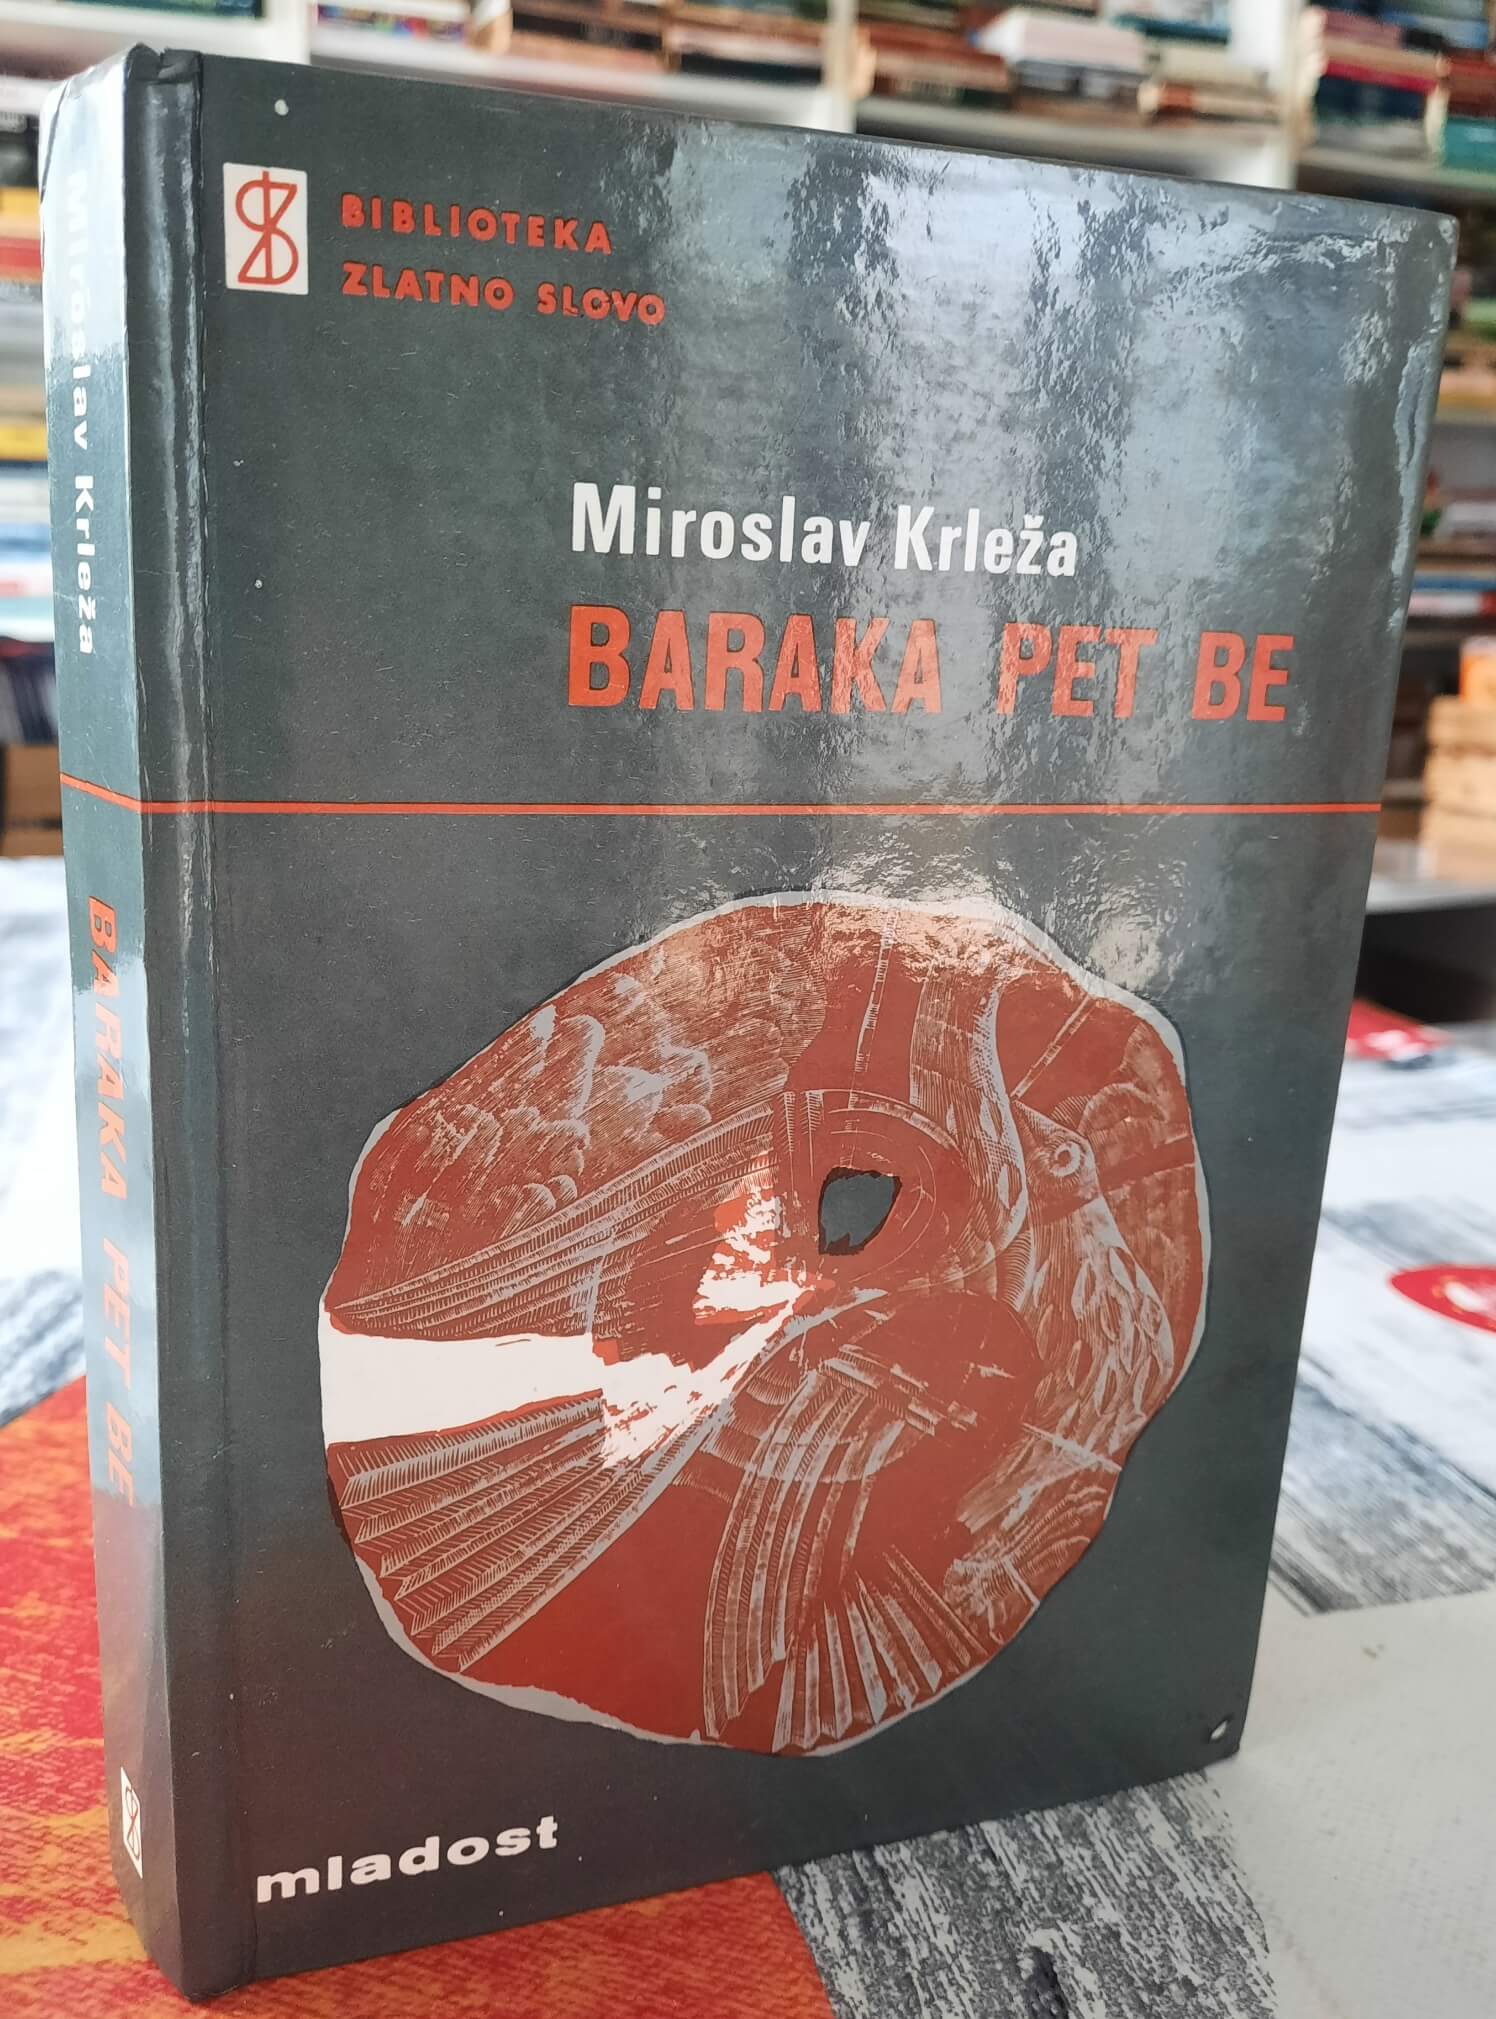 BIBLIOTEKA
ZLATNO SLOVO
Miroslav Krleža
BARAKA PET BE
mladost
Miroslav Krleža
BARAKA PET BE